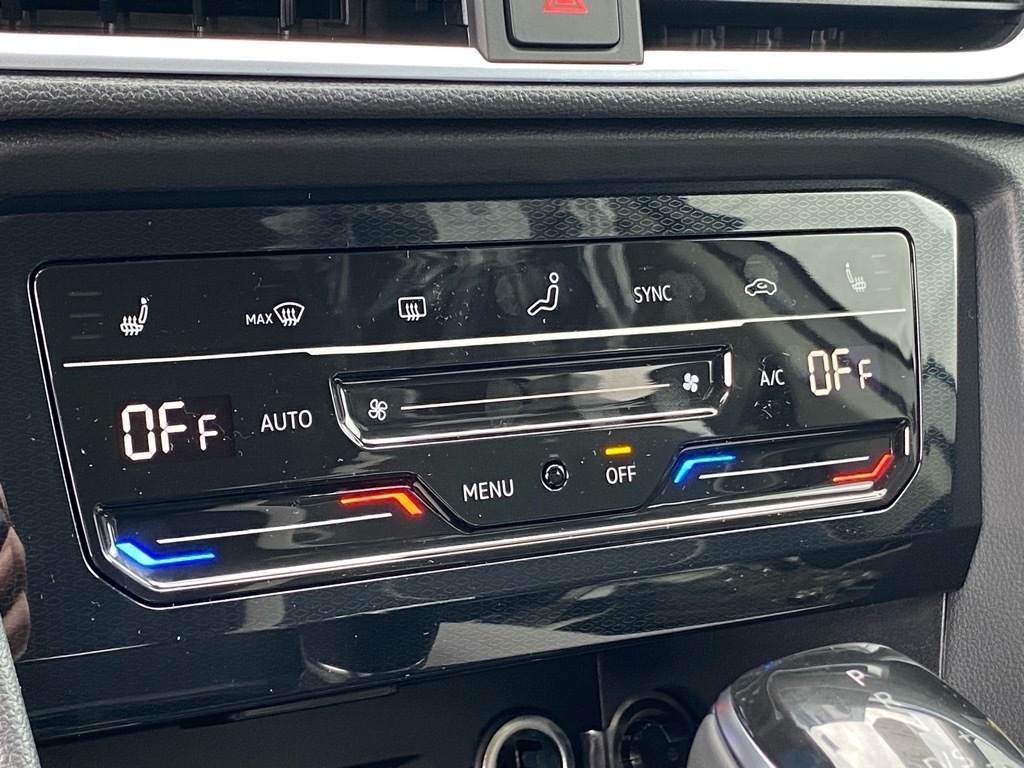 MAX
SYNC
OFF AUTO
A/C OFF
MENU OFF
P
R
D/S
+